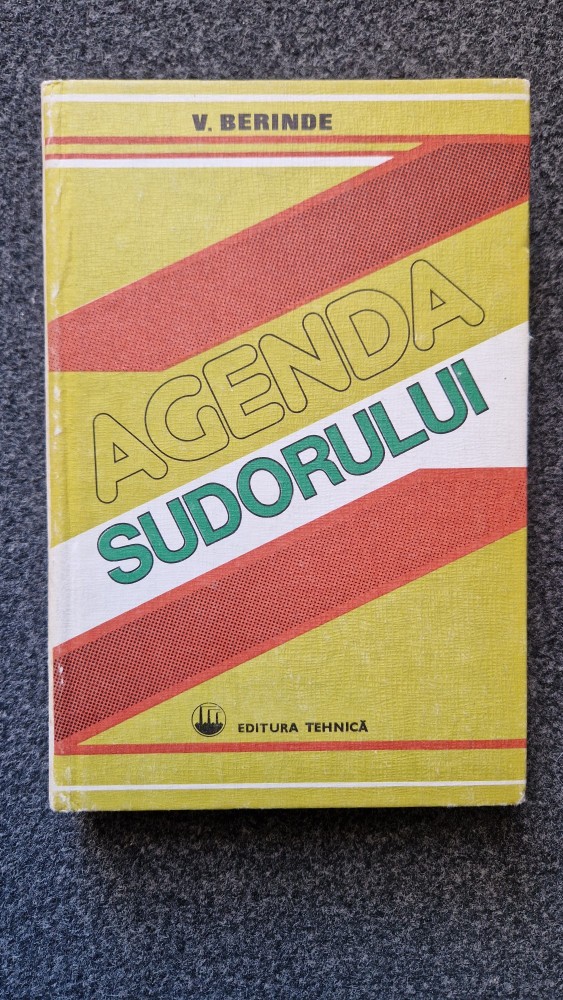 V. BERINDE
AGENDA
SUDORULUI
EDITURA TEHNICĂ